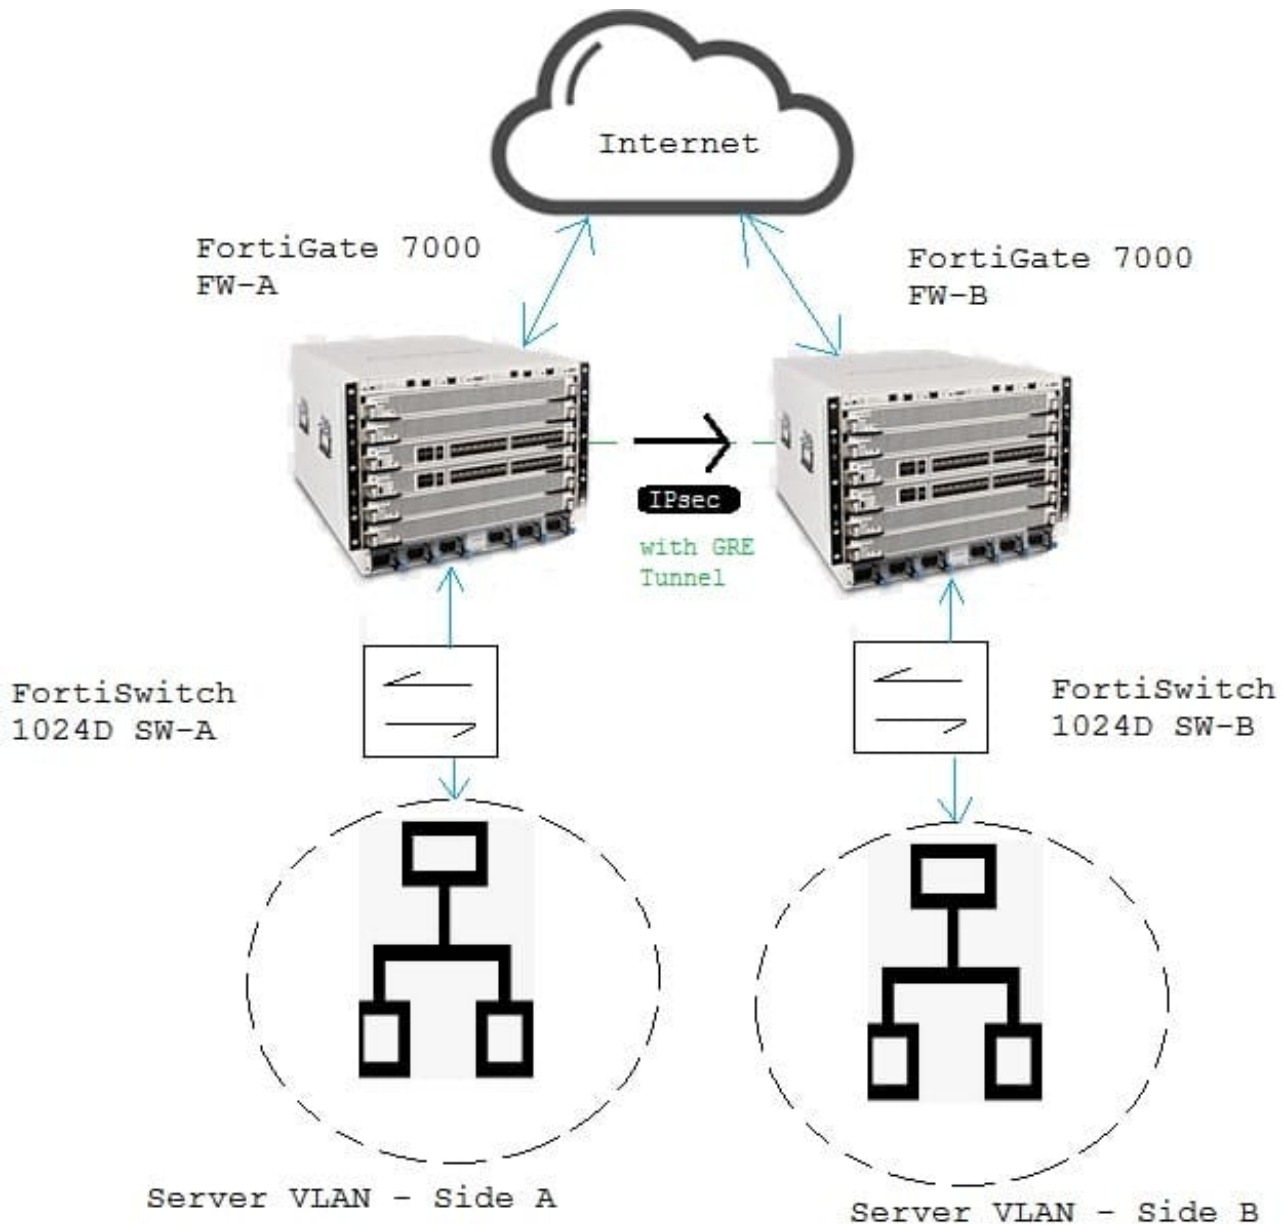 Internet
FortiGate 7000
FW-A
FortiGate 7000
FW-B
IPsec
with GRE
Tunnel
FortiSwitch
1024D SW-A
FortiSwitch
1024D SW-B
Server VLAN - Side A
Server VLAN - Side B